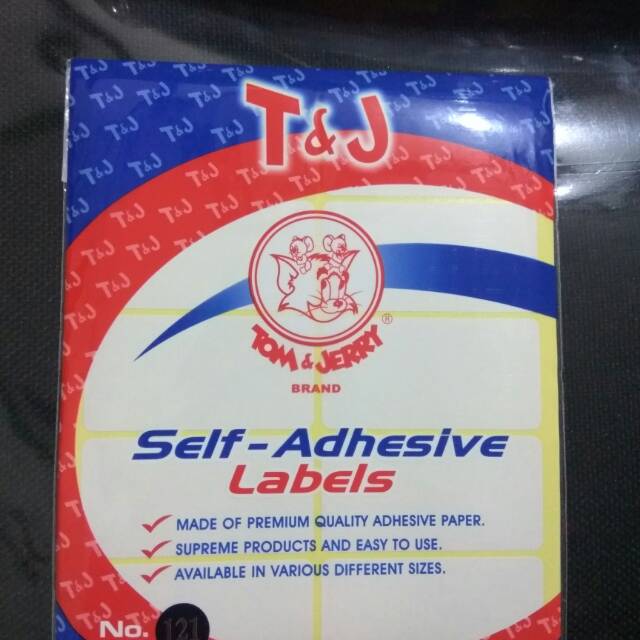 T&J
TOM & JERRY ®
BRAND
Self-Adhesive
Labels
MADE OF PREMIUM QUALITY ADHESIVE PAPER.
SUPREME PRODUCTS AND EASY TO USE.
AVAILABLE IN VARIOUS DIFFERENT SIZES.
No. 121